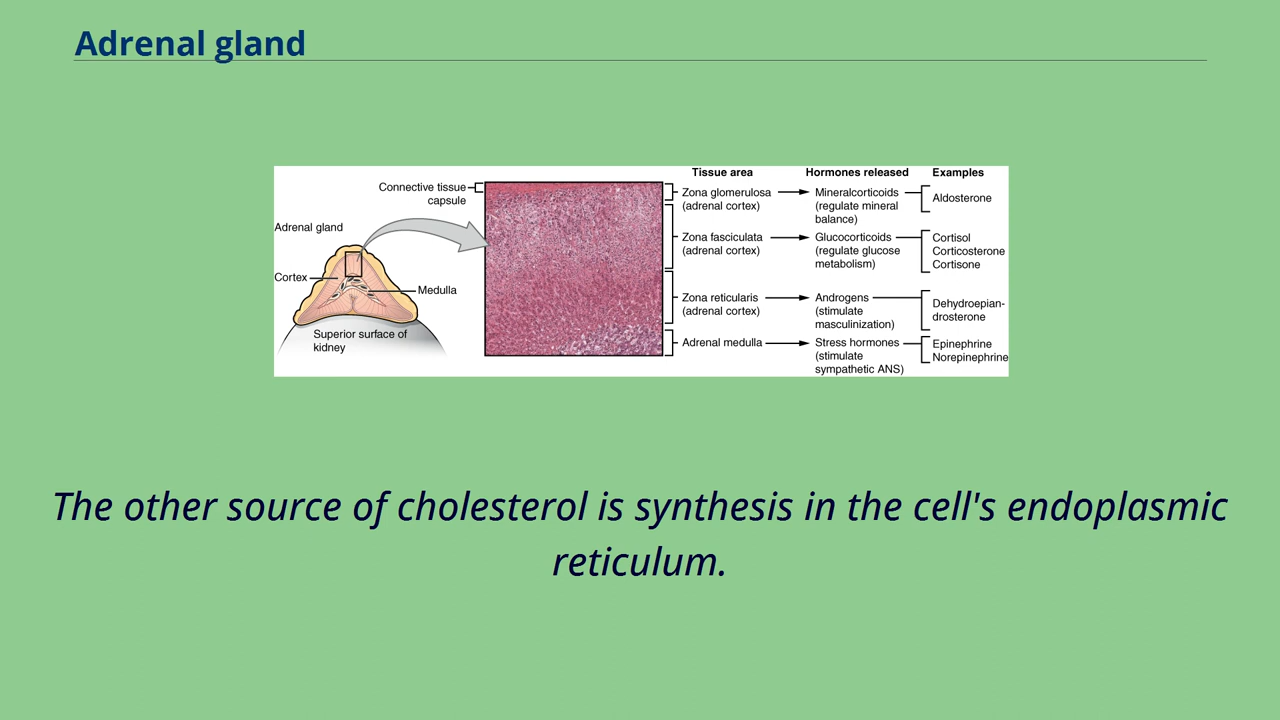 Adrenal gland
Tissue area
Hormones released
Examples
Connective tissue
capsule
Adrenal gland
Cortex
Medulla
Superior surface of
kidney
Zona glomerulosa
(adrenal cortex)
Mineralcorticoids
(regulate mineral
balance)
Aldosterone
Zona fasciculata
(adrenal cortex)
Glucocorticoids
(regulate glucose
metabolism)
Cortisol
Corticosterone
Cortisone
Zona reticularis
(adrenal cortex)
Androgens
(stimulate
masculinization)
Dehydroepian-
drosterone
Adrenal medulla
Stress hormones
(stimulate
sympathetic ANS)
Epinephrine
Norepinephrine
The other source of cholesterol is synthesis in the cell's endoplasmic
reticulum.